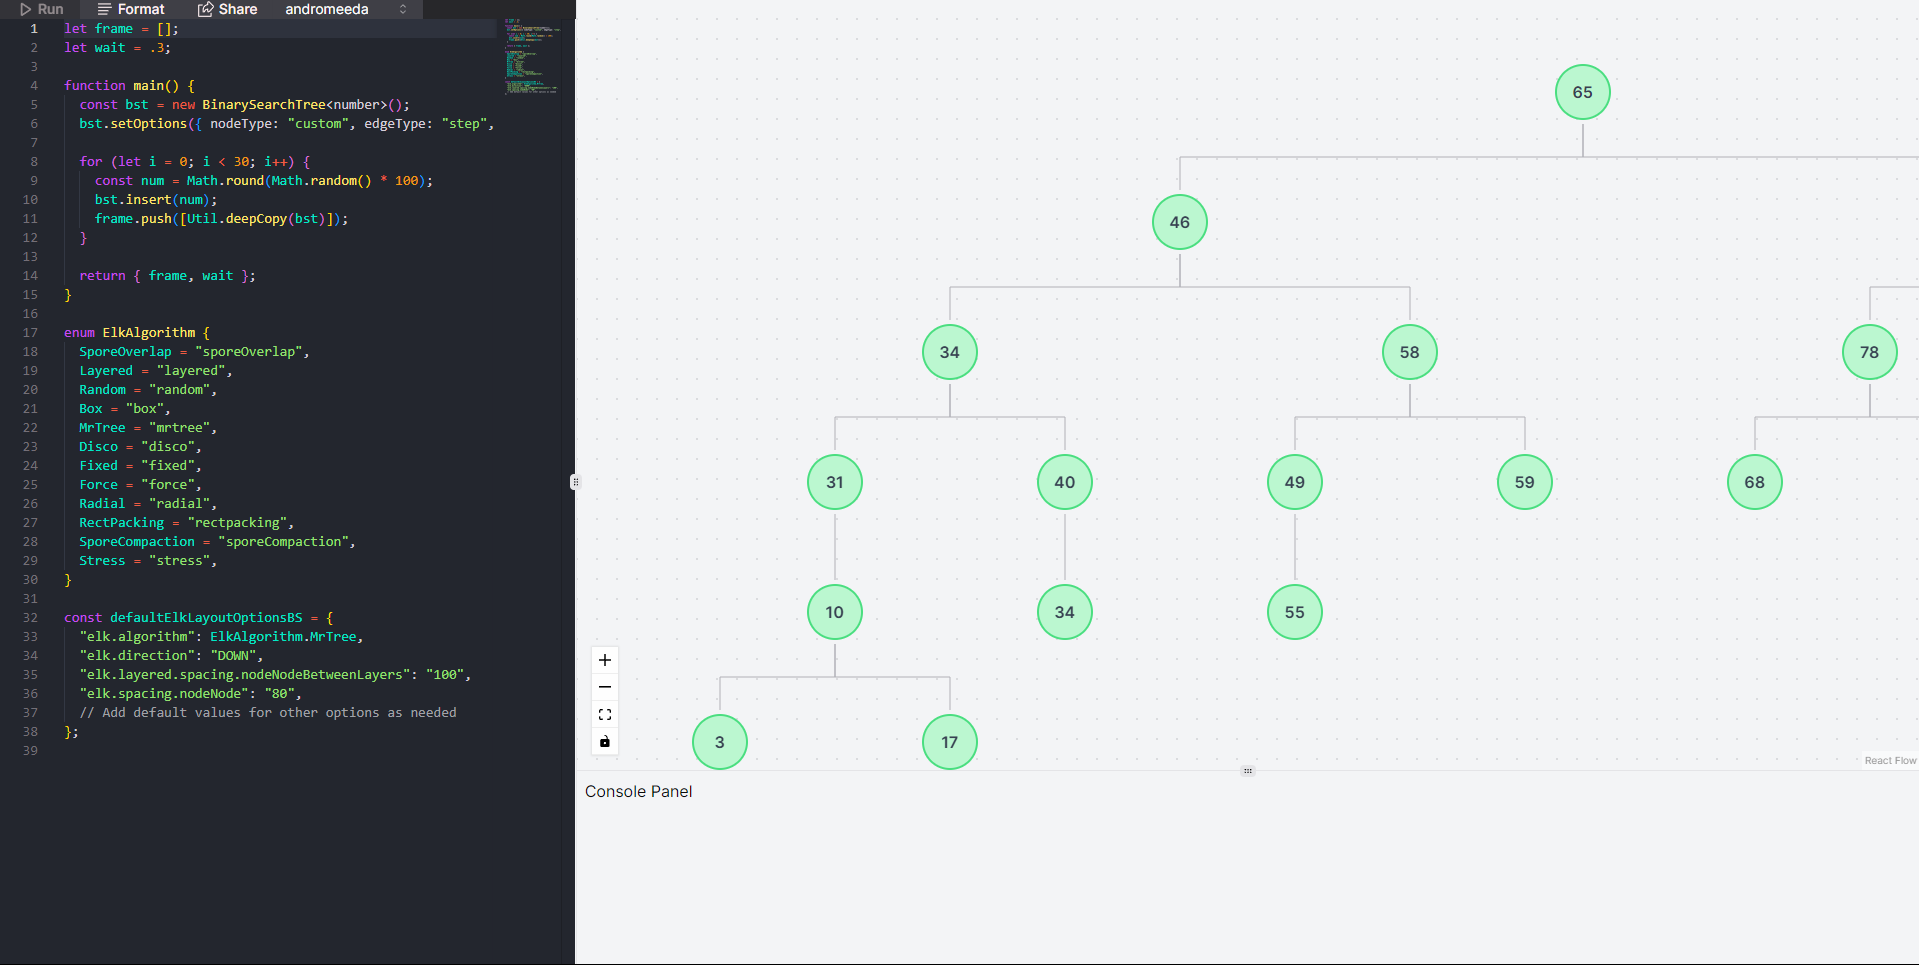 Run Format Share andromeeda
1 let frame = [];
2 let wait = .3;
3
4 function main() {
5 const bst = new BinarySearchTree<number>();
6 bst.setOptions({ nodeType: "custom", edgeType: "step",
7
8 for (let i = 0; i < 30; i++) {
9 const num = Math.round(Math.random() * 100);
10 bst.insert(num);
11 frame.push([Util.deepCopy(bst)]);
12 }
13
14 return { frame, wait };
15 }
16
17 enum ElkAlgorithm {
18 SporeOverlap = "sporeOverlap",
19 Layered = "layered",
20 Random = "random",
21 Box = "box",
22 MrTree = "mrtree",
23 Disco = "disco",
24 Fixed = "fixed",
25 Force = "force",
26 Radial = "radial",
27 RectPacking = "rectpacking",
28 SporeCompaction = "sporeCompaction",
29 Stress = "stress",
30 }
31
32 const defaultElkLayoutOptionsBS = {
33 "elk.algorithm": ElkAlgorithm.MrTree,
34 "elk.direction": "DOWN",
35 "elk.layered.spacing.nodeNodeBetweenLayers": "100",
36 "elk.spacing.nodeNode": "80",
37 // Add default values for other options as needed
38 };
39
65
46
34 58 78
31 40 49 59 68
10 34 55
3 17
React Flow
Console Panel